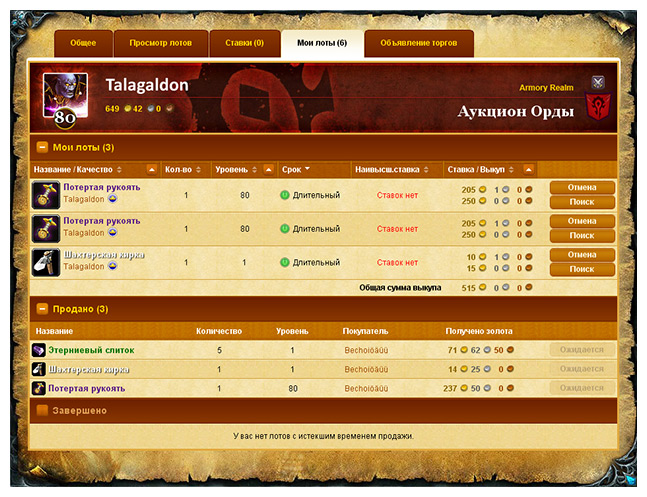 Общее Просмотр лотов Ставки (0) Мои лоты (6) Объявление торгов
Talagaldon
Armory Realm
80
649 42 0
Аукцион Орды
Мои лоты (3)
Название / Качество Кол-во Уровень Срок Наивысш.ставка Ставка / Выкуп
Потертая рукоять 1 80 Длительный Ставок нет 205 1 0 Отмена
Talagaldon 250 0 0 Поиск
Потертая рукоять 1 80 Длительный Ставок нет 205 1 0 Отмена
Talagaldon 250 0 0 Поиск
Шахтерская кирка 1 1 Длительный Ставок нет 10 1 0 Отмена
Talagaldon 15 0 0 Поиск
Общая сумма выкупа 515 0 0
Продано (3)
Название Количество Уровень Покупатель Получено золота
Этерниевый слиток 5 1 Bechoiöâûü 71 62 50 Ожидается
Шахтерская кирка 1 1 Bechoiöâûü 14 25 0 Ожидается
Потертая рукоять 1 80 Bechoiöâûü 237 50 0 Ожидается
Завершено
У вас нет лотов с истекшим временем продажи.